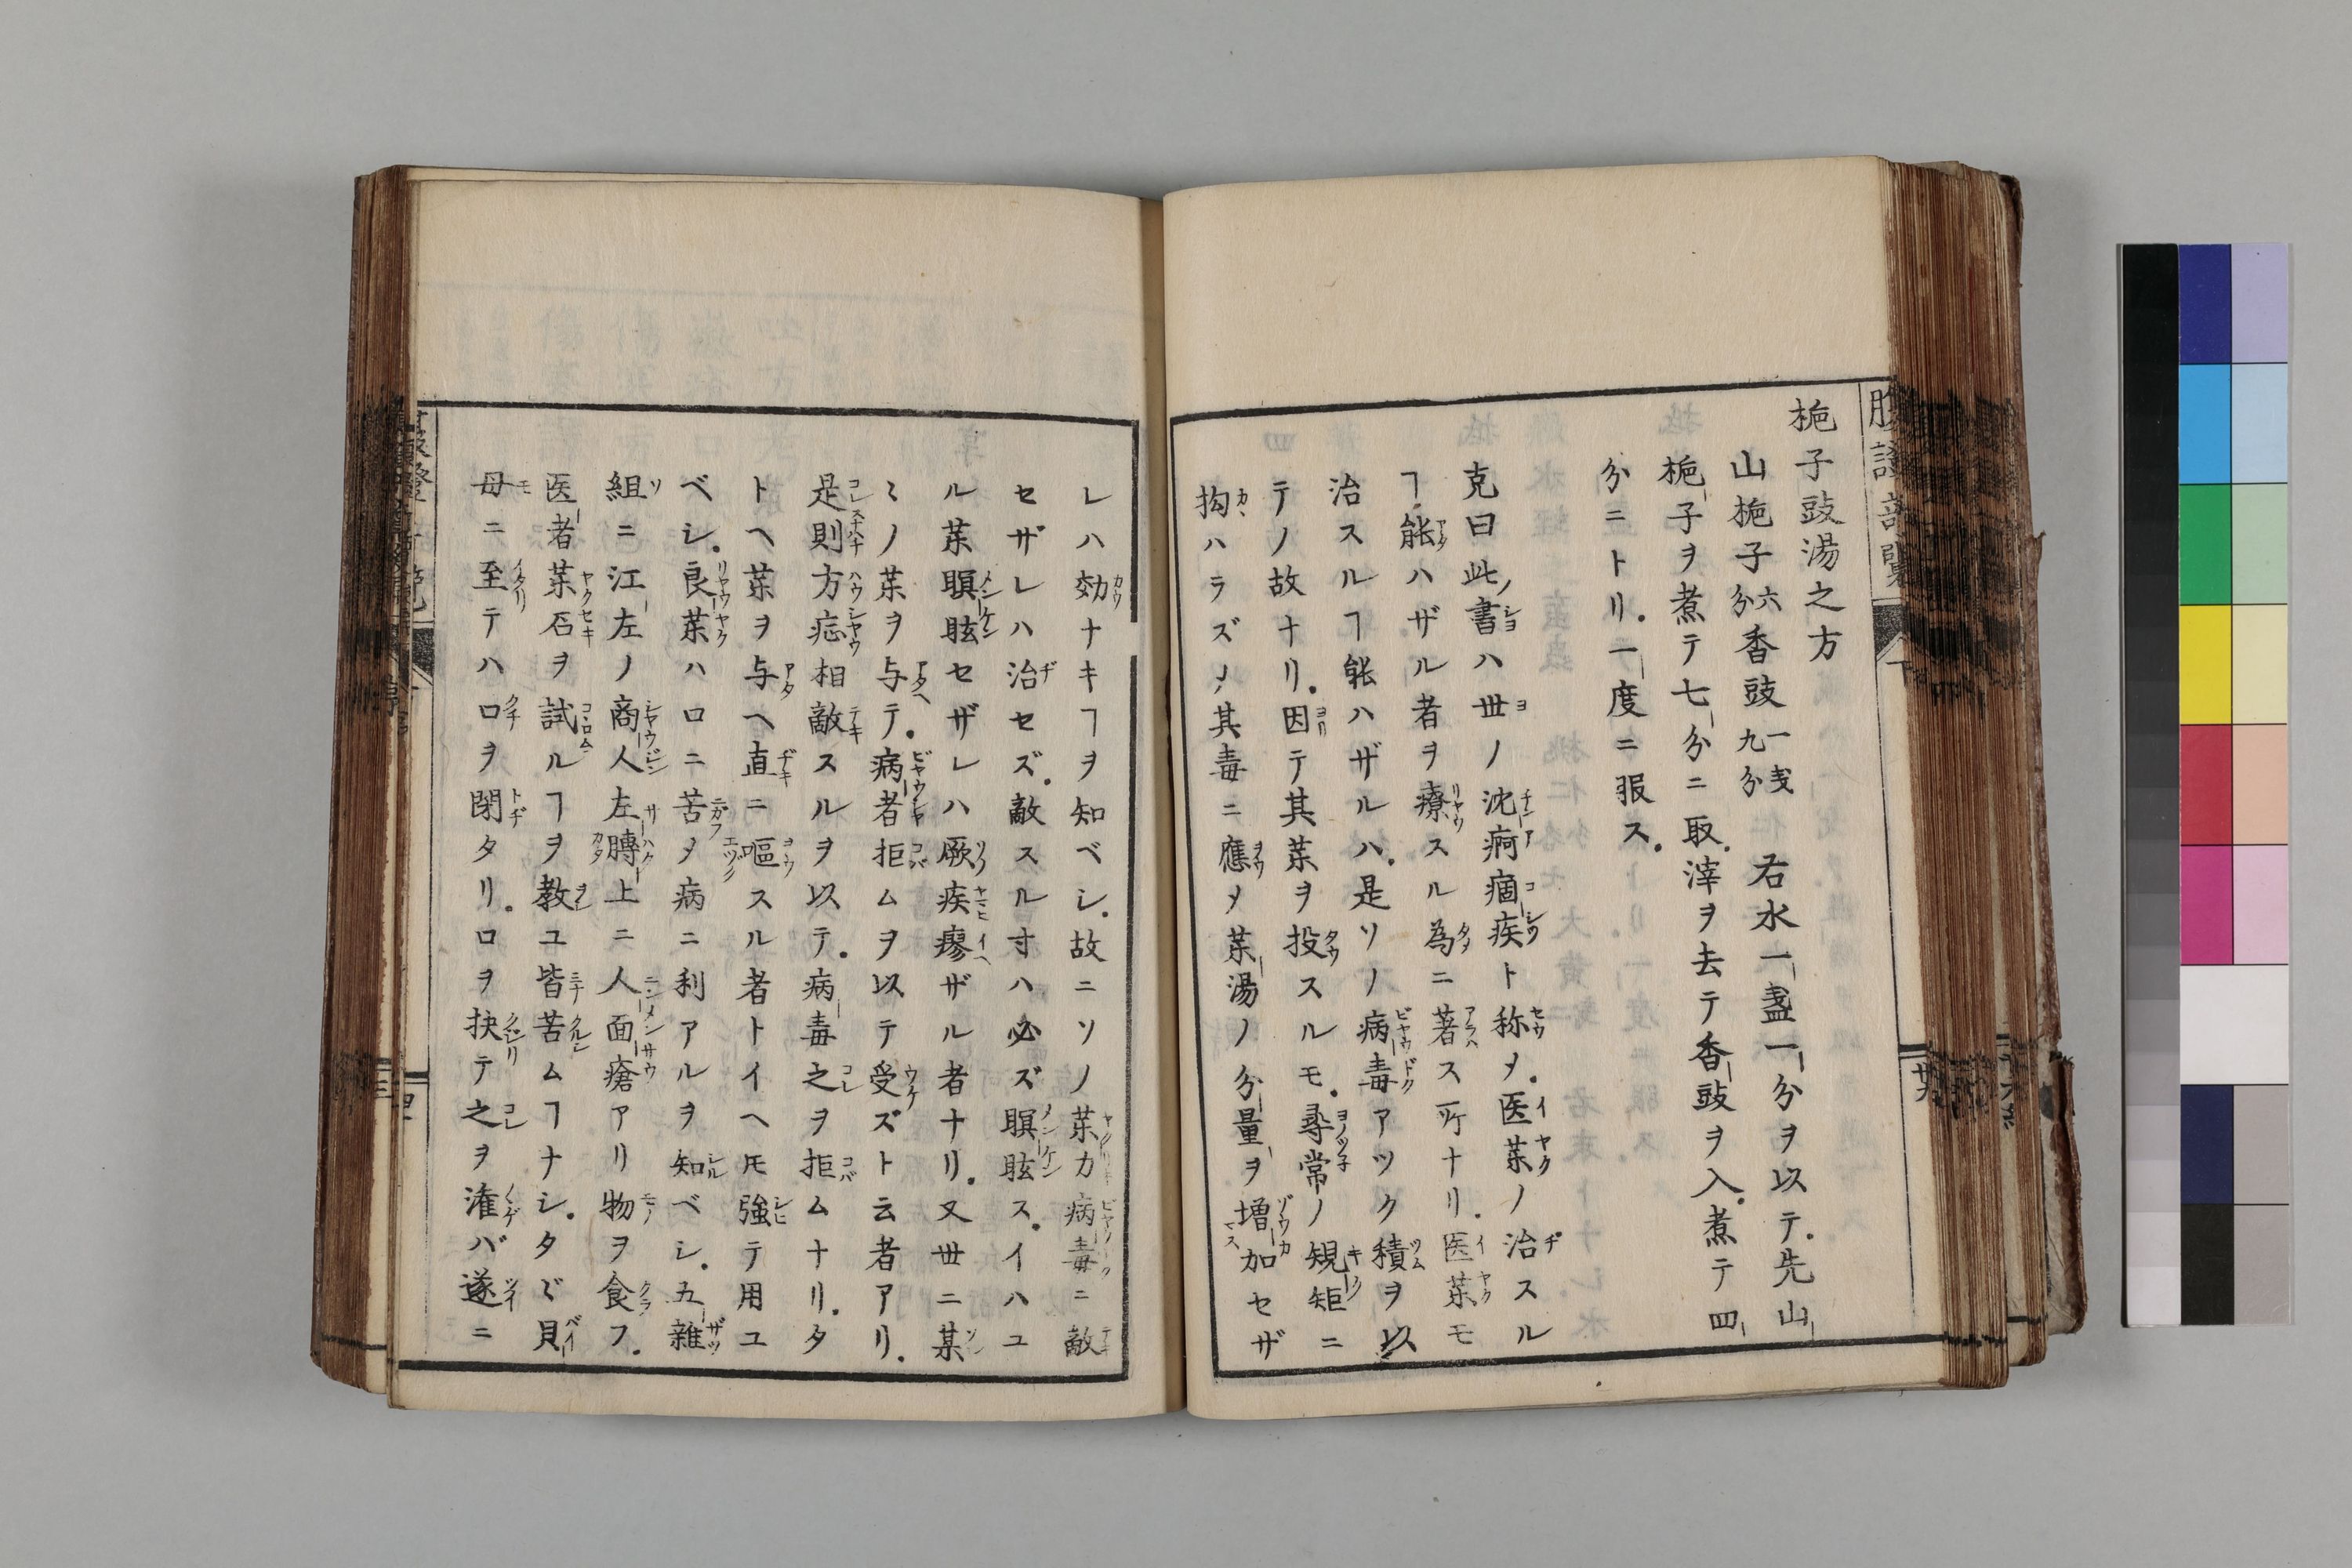 梔子豉湯之方
山梔子六分香豉一戔九分 右水一盞一分ヲ以テ先山
梔子ヲ煮テ七分ニ取滓ヲ去テ香豉ヲ入煮テ四
分ニトリ一度ニ服ス
克曰此ノ書ハ世ノ沈痾痼疾ト称メ医薬ノ治スル
ヿ能ハザル者ヲ療スル為ニ著ス所ナリ医薬モ
治スルヿ能ハザルハ是ソノ病毒アツク積ヲ以
テノ故ナリ因テ其薬ヲ投スルモ尋常ノ規矩ニ
拘ハラズ其毒ニ應メ薬湯ノ分量ヲ増加セザ
レハ効ナキヿヲ知ベシ故ニソノ薬力病毒ニ敵
セザレハ治セズ敵スル寸ハ必ズ瞑眩スイハユ
ル薬瞑眩セザレハ厥疾瘳ザル者ナリ又世ニ某
〻ノ薬ヲ与テ病者拒ムヲ以テ受ズト云者アリ
是則方症相敵スルヲ以テ病毒之ヲ拒ムナリタ
トヘ薬ヲ与ヘ直ニ嘔スル者トイヘ𪜈強テ用ユ
ベシ良薬ハ口ニ苦メ病ニ利アルヲ知ベシ五雑
組ニ江左ノ商人左膊上ニ人面瘡アリ物ヲ食フ
医者薬石ヲ試ルヿヲ教ユ皆苦ムヿナシタヾ貝
母ニ至テハ口ヲ閉タリ口ヲ抉テ之ヲ潅バ遂ニ